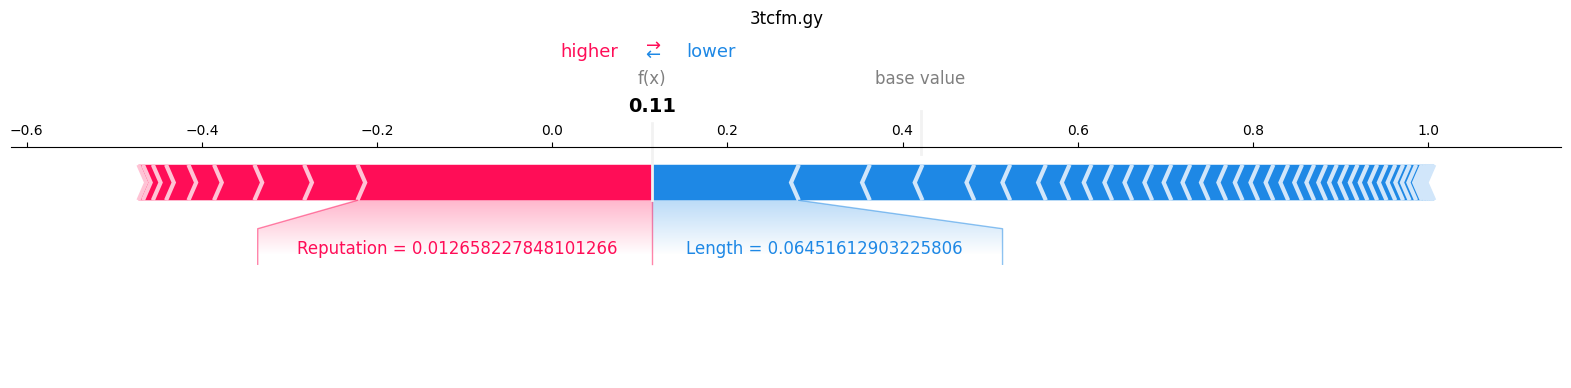 3tcfm.gy
higher ⇄ lower
f(x) base value
0.11
−0.6 −0.4 −0.2 0.0 0.2 0.4 0.6 0.8 1.0
Reputation = 0.012658227848101266 Length = 0.06451612903225806